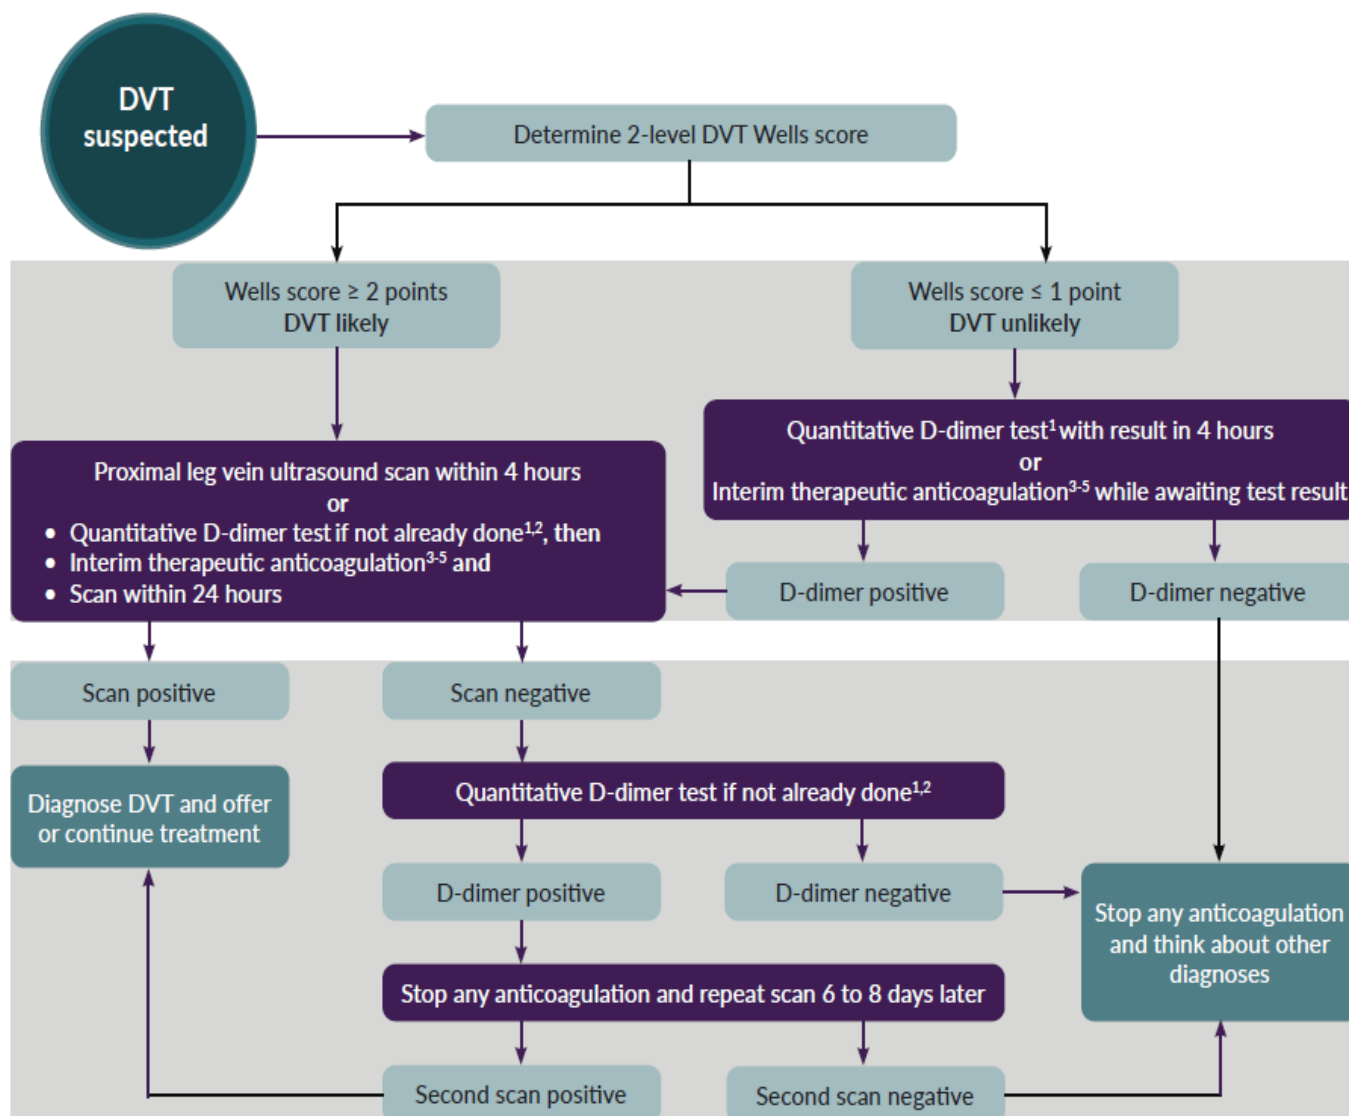 DVT
suspected
Determine 2-level DVT Wells score
Wells score ≥ 2 points
DVT likely
Wells score ≤ 1 point
DVT unlikely
Quantitative D-dimer test¹ with result in 4 hours
or
Interim therapeutic anticoagulation³⁻⁵ while awaiting test result
Proximal leg vein ultrasound scan within 4 hours
or
• Quantitative D-dimer test if not already done¹,², then
• Interim therapeutic anticoagulation³⁻⁵ and
• Scan within 24 hours
D-dimer positive
D-dimer negative
Scan positive
Scan negative
Diagnose DVT and offer
or continue treatment
Quantitative D-dimer test if not already done¹,²
D-dimer positive
D-dimer negative
Stop any anticoagulation
and think about other
diagnoses
Stop any anticoagulation and repeat scan 6 to 8 days later
Second scan positive
Second scan negative